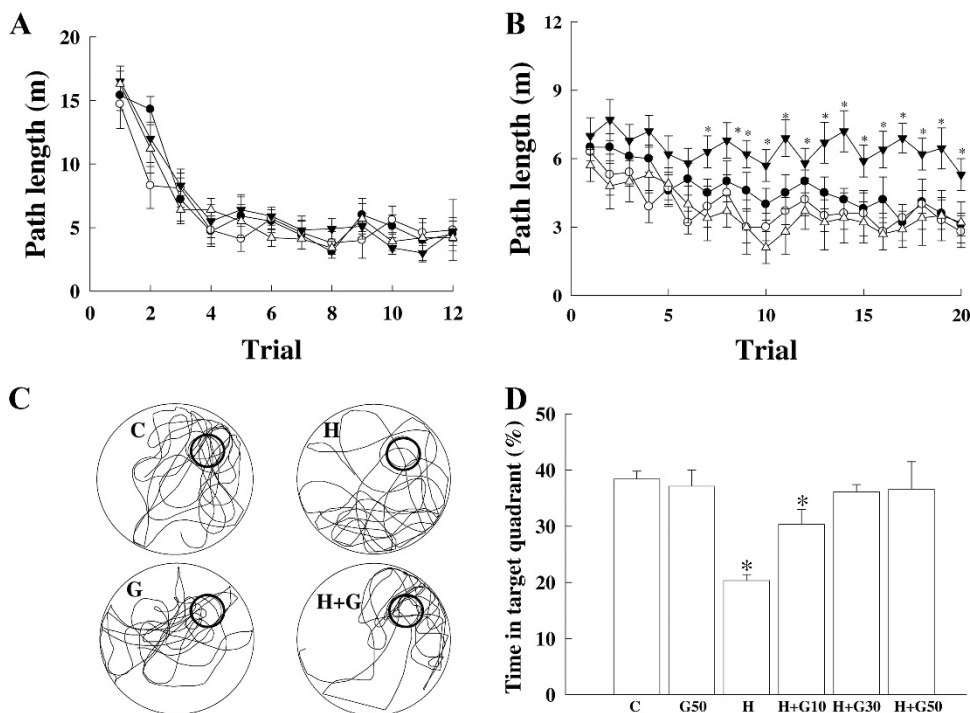 A
20
15
10
5
0
Path length (m)
0 2 4 6 8 10 12
Trial
B
12
9
6
3
0
Path length (m)
* * * * * * * * * * * * * *
0 5 10 15 20
Trial
C
C
H
G
H+G
D
50
40
30
20
10
0
Time in target quadrant (%)
* *
C G50 H H+G10 H+G30 H+G50